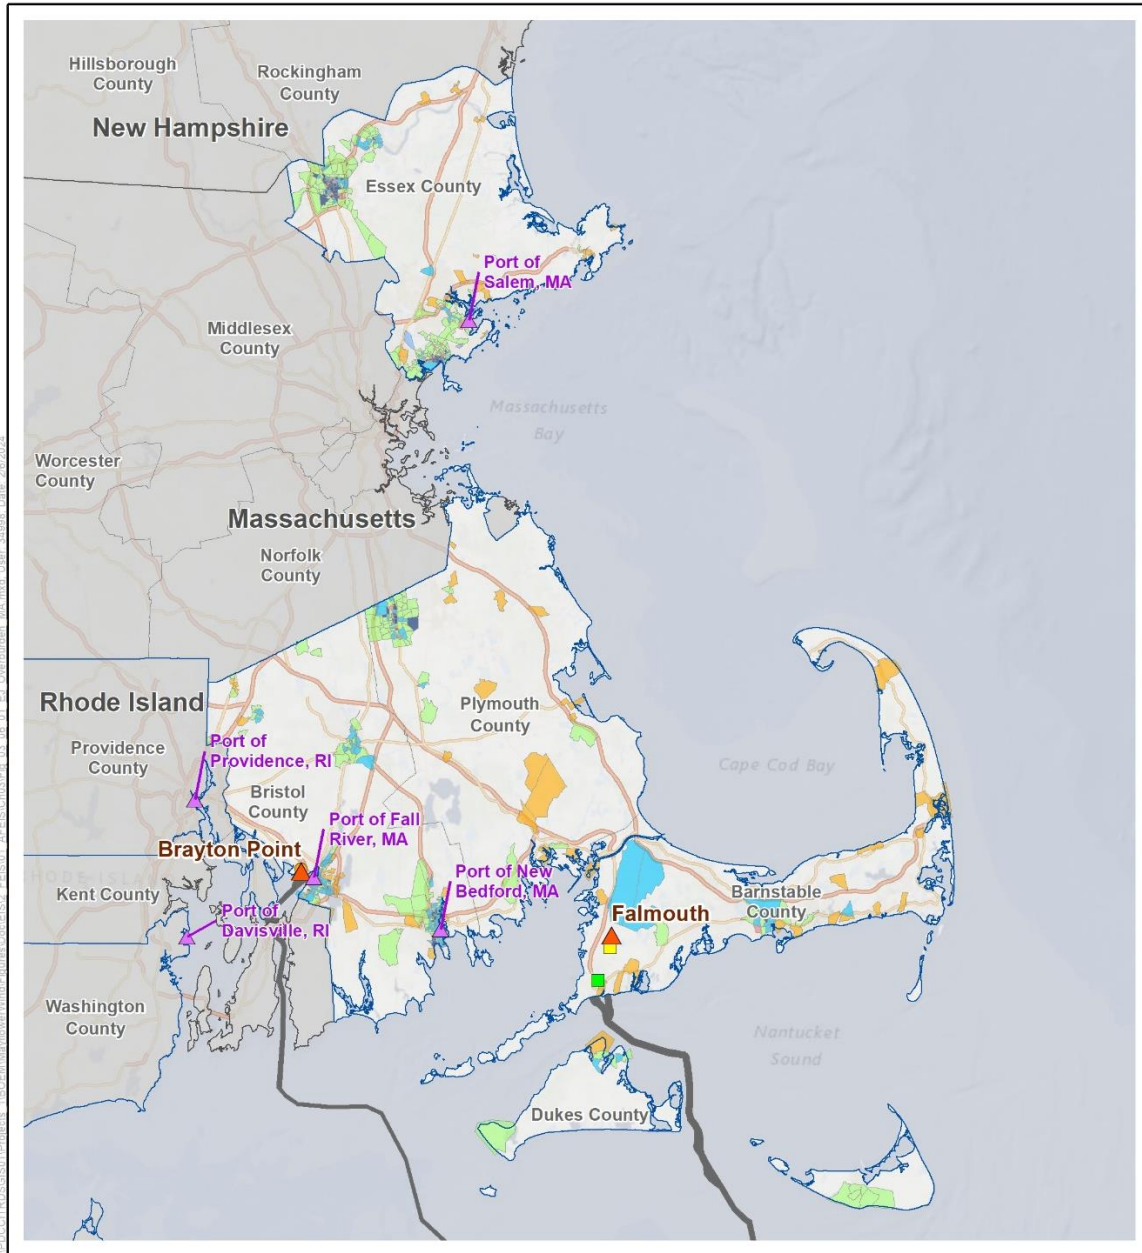 Hillsborough
County
Rockingham
County
New Hampshire
Essex County
Port of
Salem, MA
Middlesex
County
Massachusetts
Bay
Worcester
County
Massachusetts
Norfolk
County
Rhode Island
Plymouth
County
Providence
County
Port of
Providence, RI
Cape Cod Bay
Bristol
County
Port of Fall
River, MA
Brayton Point
Port of New
Bedford, MA
Kent County
Barnstable
County
Port of
Davisville, RI
Falmouth
Washington
County
Nantucket
Sound
Dukes County